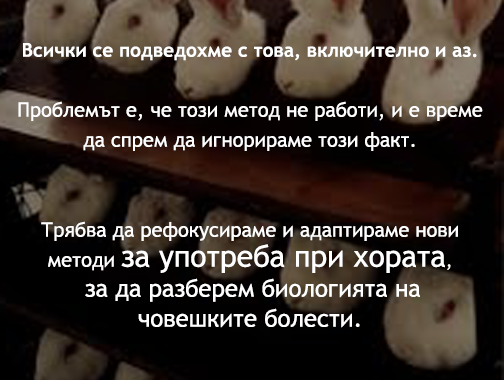 Всички се подведохме с това, включително и аз.
Проблемът е, че този метод не работи, и е време
да спрем да игнорираме този факт.
Трябва да рефокусираме и адаптираме нови
методи за употреба при хората,
за да разберем биологията на
човешките болести.